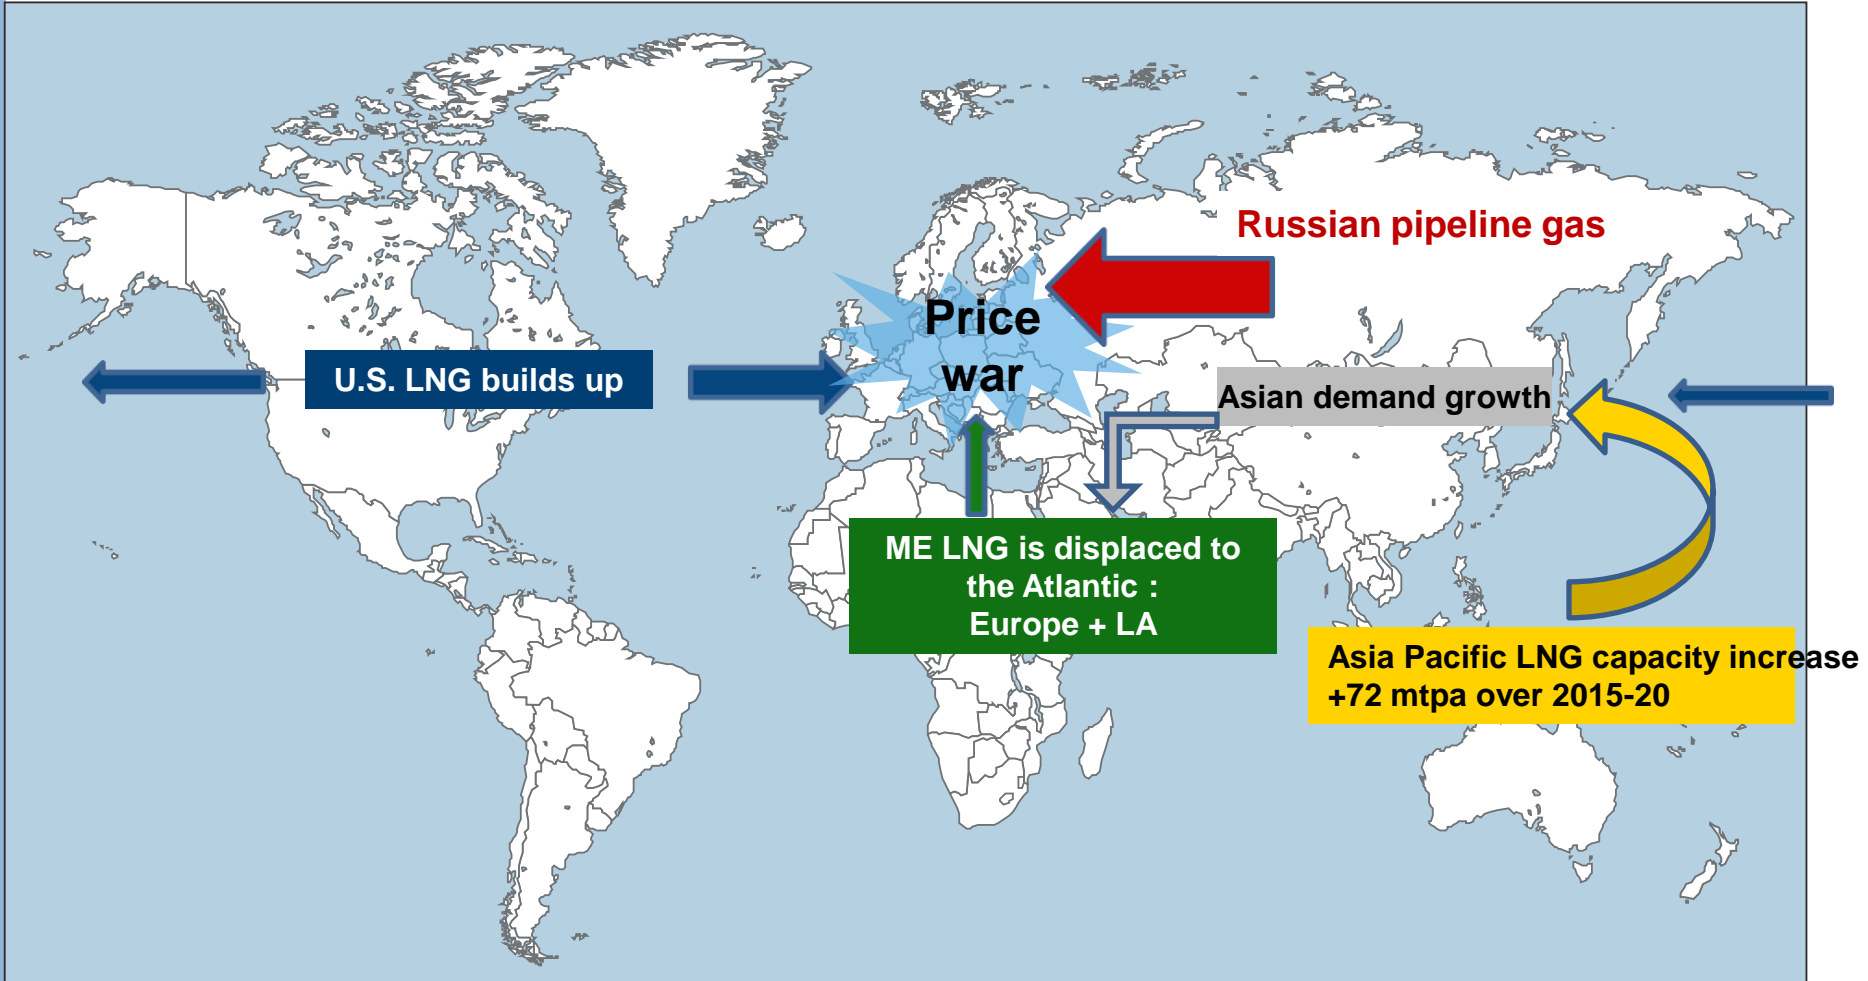 Russian pipeline gas
Price
war
U.S. LNG builds up
Asian demand growth
ME LNG is displaced to
the Atlantic :
Europe + LA
Asia Pacific LNG capacity increase
+72 mtpa over 2015-20